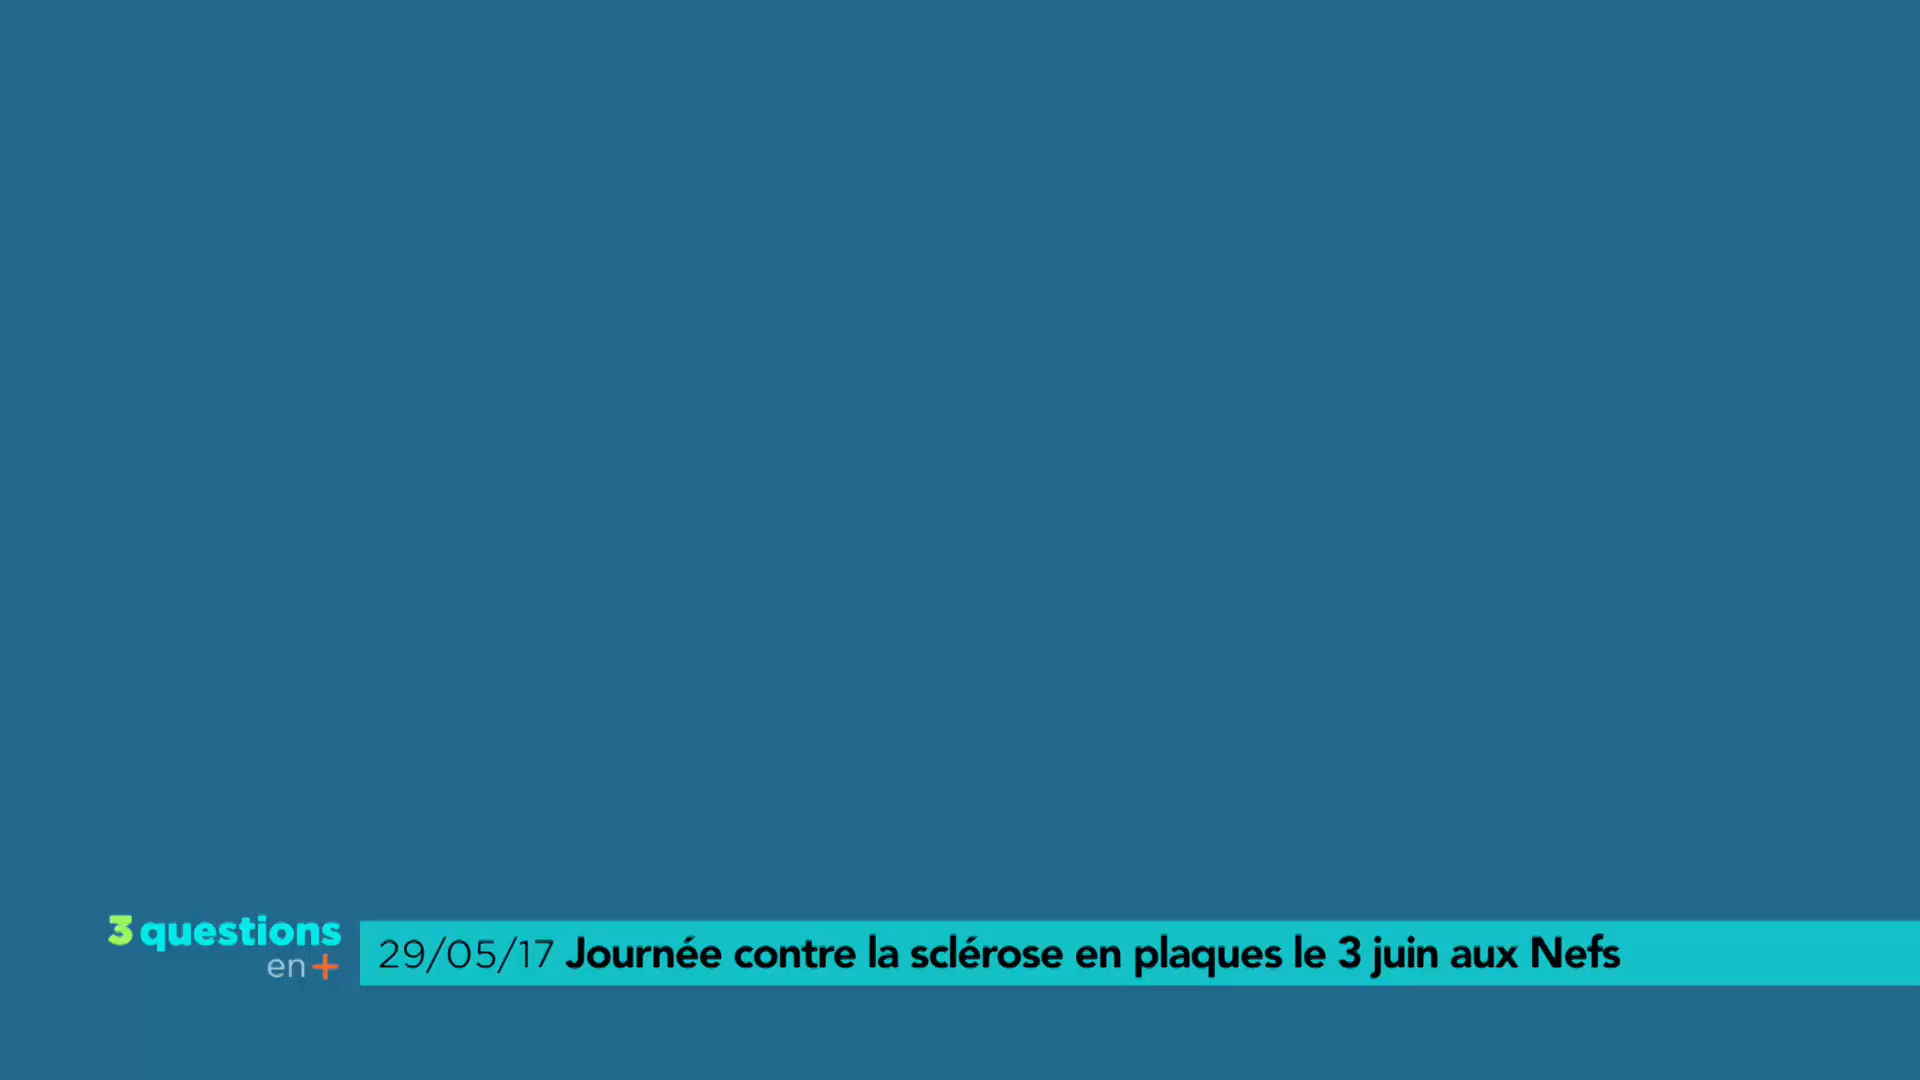 3 questions
en +
29/05/17 Journée contre la sclérose en plaques le 3 juin aux Nefs